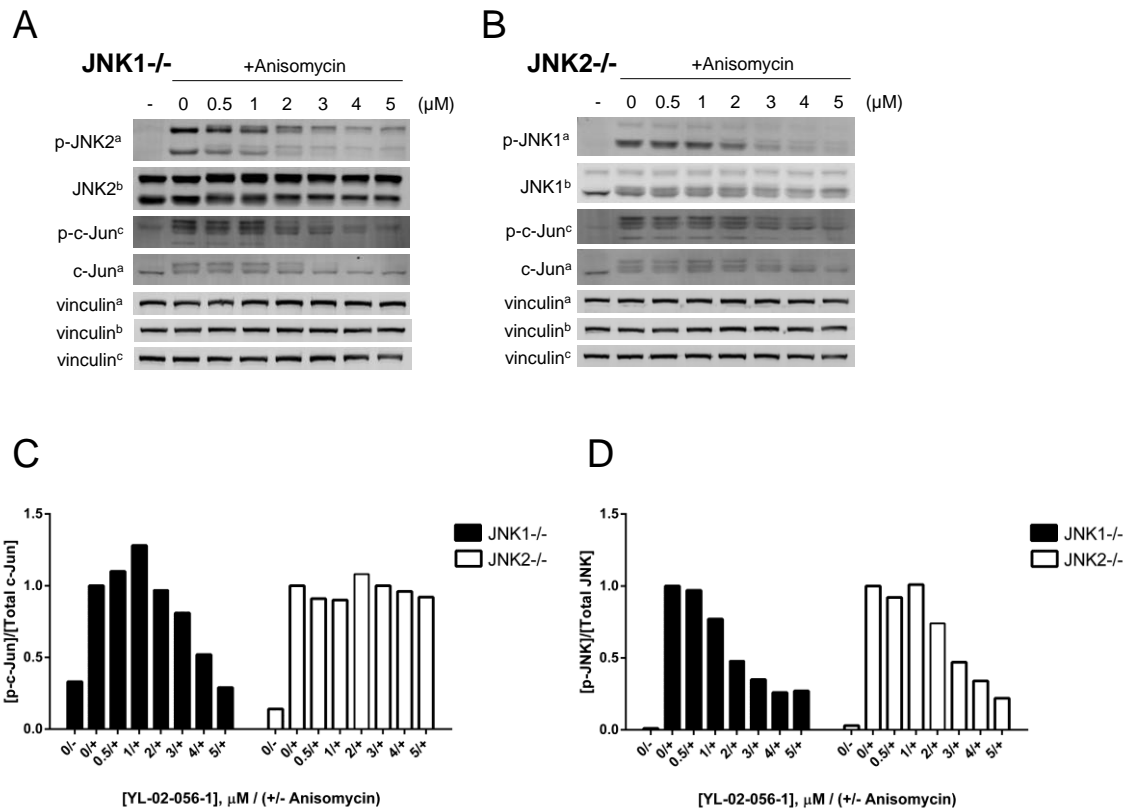 A
JNK1-/-
+Anisomycin
- 0 0.5 1 2 3 4 5 (μM)
p-JNK2ᵃ
JNK2ᵇ
p-c-Junᶜ
c-Junᵃ
vinculinᵃ
vinculinᵇ
vinculinᶜ
B
JNK2-/-
+Anisomycin
- 0 0.5 1 2 3 4 5 (μM)
p-JNK1ᵃ
JNK1ᵇ
p-c-Junᶜ
c-Junᵃ
vinculinᵃ
vinculinᵇ
vinculinᶜ
C
[p-c-Jun]/[Total c-Jun]
1.5
1.0
0.5
0.0
JNK1-/-
JNK2-/-
0/- 0/+ 0.5/+ 1/+ 2/+ 3/+ 4/+ 5/+ 0/- 0/+ 0.5/+ 1/+ 2/+ 3/+ 4/+ 5/+
[YL-02-056-1], μM / (+/- Anisomycin)
D
[p-JNK]/[Total JNK]
1.5
1.0
0.5
0.0
JNK1-/-
JNK2-/-
0/- 0/+ 0.5/+ 1/+ 2/+ 3/+ 4/+ 5/+ 0/- 0/+ 0.5/+ 1/+ 2/+ 3/+ 4/+ 5/+
[YL-02-056-1], μM / (+/- Anisomycin)